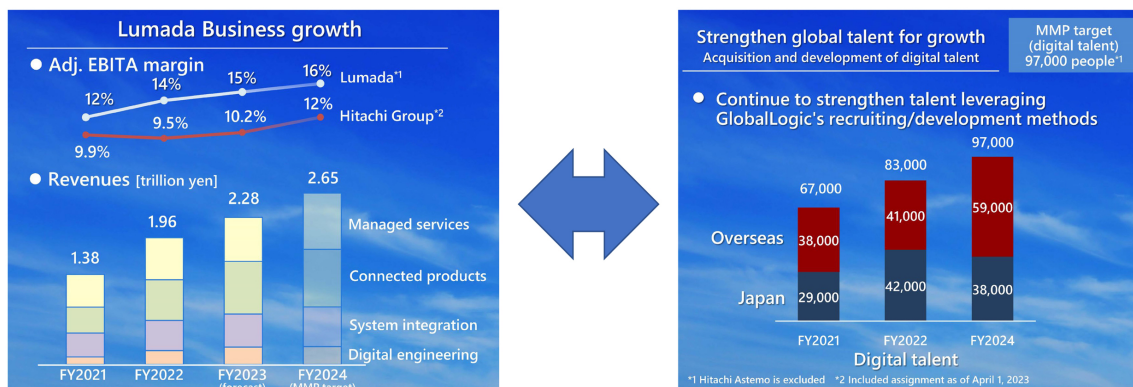 Lumada Business growth
● Adj. EBITA margin
12%
14%
15%
16%
Lumada*1
9.9%
9.5%
10.2%
12%
Hitachi Group*2
● Revenues [trillion yen]
1.38
1.96
2.28
2.65
Managed services
Connected products
System integration
Digital engineering
FY2021
FY2022
FY2023
(forecast)
FY2024
(MMP target)
Strengthen global talent for growth
Acquisition and development of digital talent
MMP target
(digital talent)
97,000 people*1
● Continue to strengthen talent leveraging
GlobalLogic's recruiting/development methods
67,000
83,000
97,000
Overseas
38,000
41,000
59,000
Japan
29,000
42,000
38,000
FY2021
FY2022
FY2024
Digital talent
*1 Hitachi Astemo is excluded *2 Included assignment as of April 1, 2023